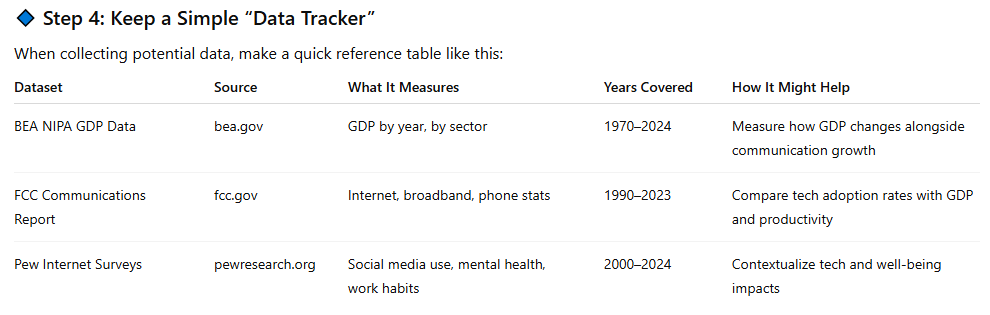 Step 4: Keep a Simple “Data Tracker”
When collecting potential data, make a quick reference table like this:
Dataset Source What It Measures Years Covered How It Might Help
BEA NIPA GDP Data bea.gov GDP by year, by sector 1970–2024 Measure how GDP changes alongside
communication growth
FCC Communications fcc.gov Internet, broadband, phone stats 1990–2023 Compare tech adoption rates with GDP
Report and productivity
Pew Internet Surveys pewresearch.org Social media use, mental health, 2000–2024 Contextualize tech and well-being
work habits impacts